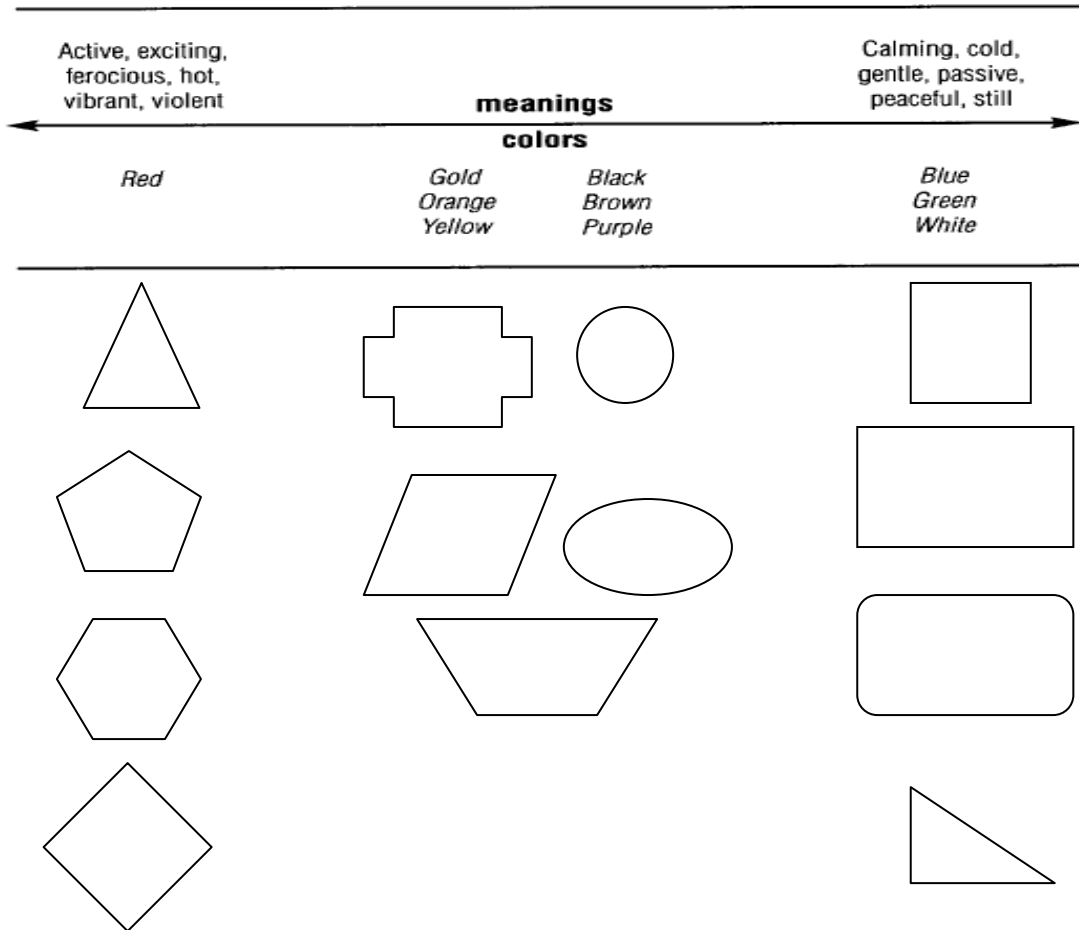 Active, exciting,
ferocious, hot,
vibrant, violent
meanings
Calming, cold,
gentle, passive,
peaceful, still
colors
Red
Gold
Orange
Yellow
Black
Brown
Purple
Blue
Green
White